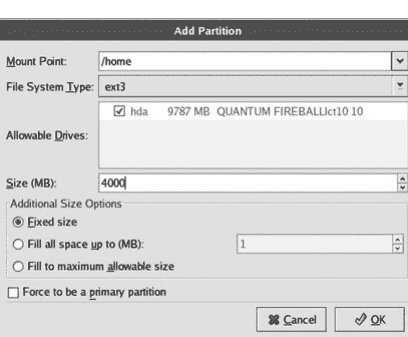 Add Partition
Mount Point: /home
File System Type: ext3
hda 9787 MB QUANTUM FIREBALLlct10 10
Allowable Drives:
Size (MB): 4000
Additional Size Options
Fixed size
Fill all space up to (MB): 1
Fill to maximum allowable size
Force to be a primary partition
Cancel OK